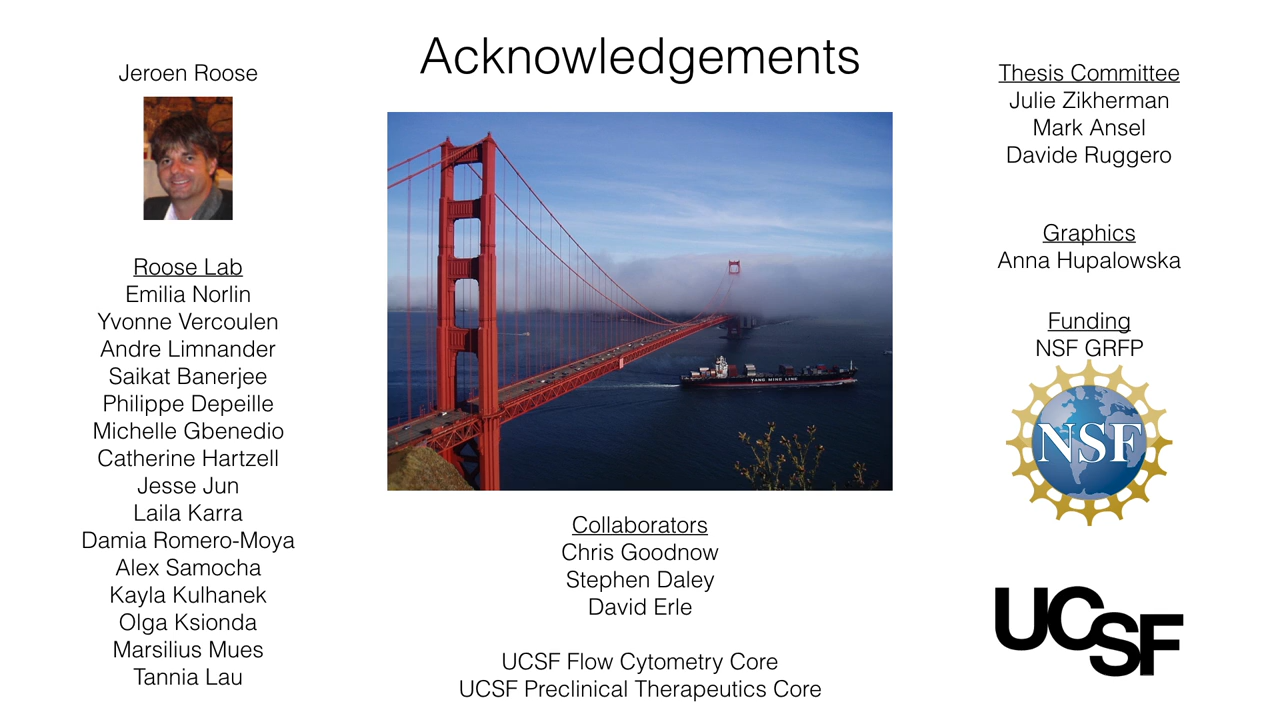 Acknowledgements
Jeroen Roose
Roose Lab
Emilia Norlin
Yvonne Vercoulen
Andre Limnander
Saikat Banerjee
Philippe Depeille
Michelle Gbenedio
Catherine Hartzell
Jesse Jun
Laila Karra
Damia Romero-Moya
Alex Samocha
Kayla Kulhanek
Olga Ksionda
Marsilius Mues
Tannia Lau
YANG MING LINE
Collaborators
Chris Goodnow
Stephen Daley
David Erle
UCSF Flow Cytometry Core
UCSF Preclinical Therapeutics Core
Thesis Committee
Julie Zikherman
Mark Ansel
Davide Ruggero
Graphics
Anna Hupalowska
Funding
NSF GRFP
NSF
UCSF